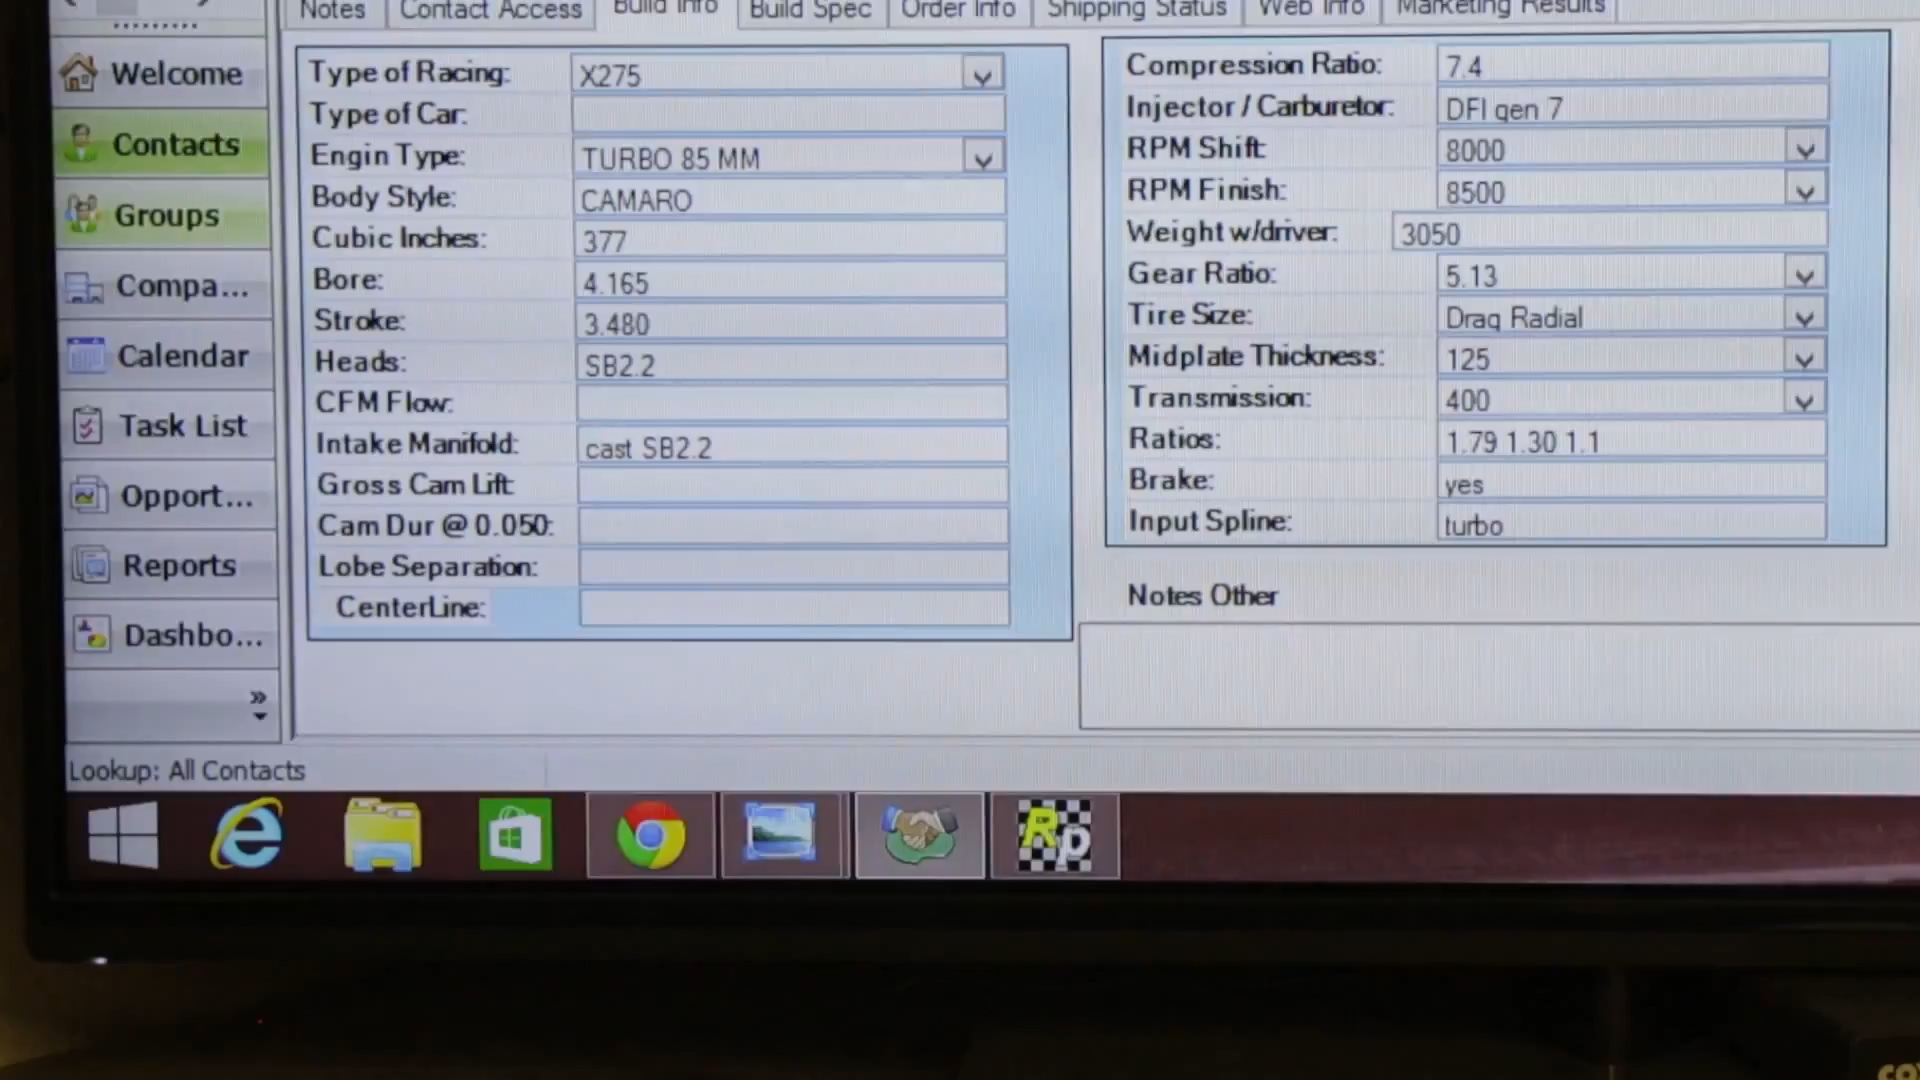 Notes Contact Access Build Info Build Spec Order Info Shipping Status Web Info Marketing Results
Welcome
Contacts
Groups
Compa...
Calendar
Task List
Opport...
Reports
Dashbo...
»
Type of Racing: X275
Type of Car:
Engin Type: TURBO 85 MM
Body Style: CAMARO
Cubic Inches: 377
Bore: 4.165
Stroke: 3.480
Heads: SB2.2
CFM Flow:
Intake Manifold: cast SB2.2
Gross Cam Lift:
Cam Dur @ 0.050:
Lobe Separation:
CenterLine:
Compression Ratio: 7.4
Injector / Carburetor: DFI gen 7
RPM Shift: 8000
RPM Finish: 8500
Weight w/driver: 3050
Gear Ratio: 5.13
Tire Size: Drag Radial
Midplate Thickness: 125
Transmission: 400
Ratios: 1.79 1.30 1.1
Brake: yes
Input Spline: turbo
Notes Other
Lookup: All Contacts
Rp